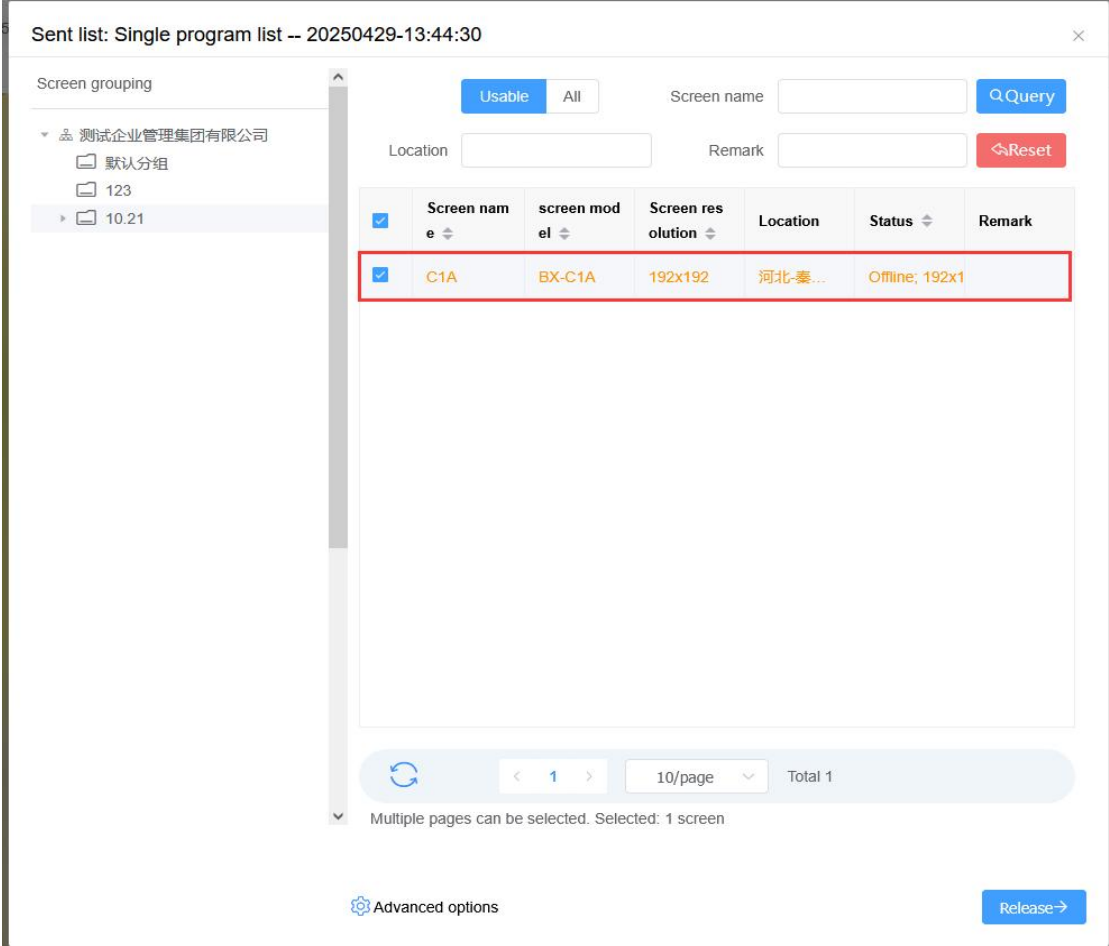 Sent list: Single program list -- 20250429-13:44:30
Screen grouping
测试企业管理集团有限公司
默认分组
123
10.21
Usable All Screen name Query
Location Remark Reset
Screen nam
e
screen mod
el
Screen res
olution
Location
Status
Remark
C1A BX-C1A 192x192 河北-秦... Offline; 192x1
1 10/page Total 1
Multiple pages can be selected. Selected: 1 screen
Advanced options Release